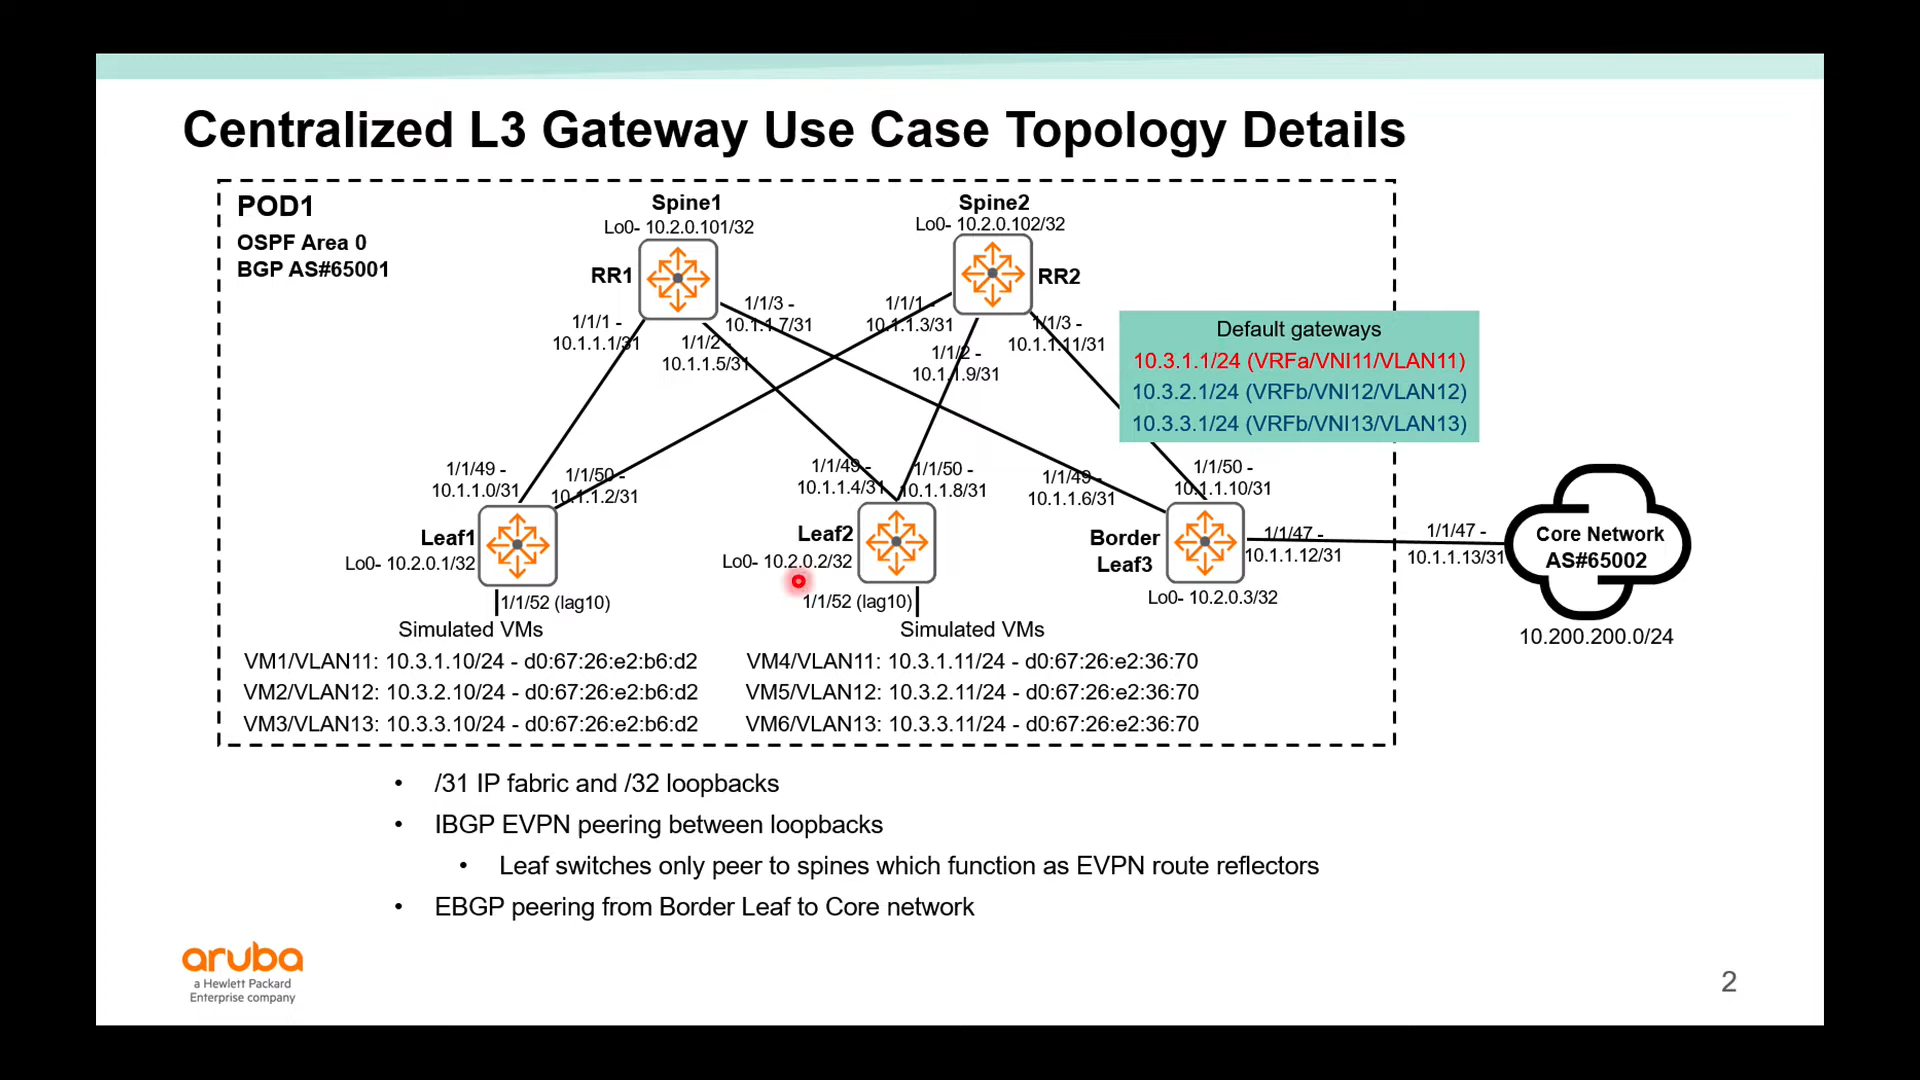 Centralized L3 Gateway Use Case Topology Details
POD1
OSPF Area 0
BGP AS#65001
Spine1
Lo0- 10.2.0.101/32
RR1
Spine2
Lo0- 10.2.0.102/32
RR2
1/1/1 -
10.1.1.1/31
1/1/2 -
10.1.1.5/31
1/1/3 -
10.1.1.7/31
1/1/1 -
10.1.1.3/31
1/1/2 -
10.1.1.9/31
1/1/3 -
10.1.1.11/31
Default gateways
10.3.1.1/24 (VRFa/VNI11/VLAN11)
10.3.2.1/24 (VRFb/VNI12/VLAN12)
10.3.3.1/24 (VRFb/VNI13/VLAN13)
1/1/49 -
10.1.1.0/31
1/1/50 -
10.1.1.2/31
1/1/49 -
10.1.1.4/31
1/1/50 -
10.1.1.8/31
1/1/49 -
10.1.1.6/31
1/1/50 -
10.1.1.10/31
Leaf1
Lo0- 10.2.0.1/32
1/1/52 (lag10)
Leaf2
Lo0- 10.2.0.2/32
1/1/52 (lag10)
Border
Leaf3
Lo0- 10.2.0.3/32
1/1/47 -
10.1.1.12/31
1/1/47 -
10.1.1.13/31
Core Network
AS#65002
10.200.200.0/24
Simulated VMs
VM1/VLAN11: 10.3.1.10/24 - d0:67:26:e2:b6:d2
VM2/VLAN12: 10.3.2.10/24 - d0:67:26:e2:b6:d2
VM3/VLAN13: 10.3.3.10/24 - d0:67:26:e2:b6:d2
Simulated VMs
VM4/VLAN11: 10.3.1.11/24 - d0:67:26:e2:36:70
VM5/VLAN12: 10.3.2.11/24 - d0:67:26:e2:36:70
VM6/VLAN13: 10.3.3.11/24 - d0:67:26:e2:36:70
• /31 IP fabric and /32 loopbacks
• IBGP EVPN peering between loopbacks
• Leaf switches only peer to spines which function as EVPN route reflectors
• EBGP peering from Border Leaf to Core network
aruba
a Hewlett Packard
Enterprise company
2